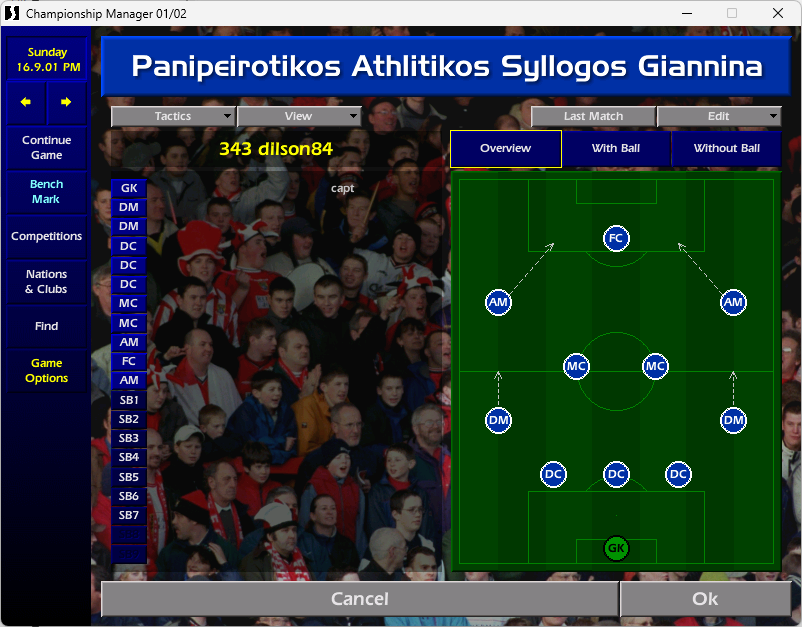 Championship Manager 01/02
Sunday
16.9.01 PM
Panipeirotikos Athlitikos Syllogos Giannina
Tactics
View
Last Match
Edit
Continue
Game
Bench
Mark
Competitions
Nations
& Clubs
Find
Game
Options
343 dilson84
Overview
With Ball
Without Ball
GK capt
DM
DM
DC
DC
DC
MC
MC
AM
FC
AM
SB1
SB2
SB3
SB4
SB5
SB6
SB7
FC
AM AM
MC MC
DM DM
DC DC DC
GK
Cancel
Ok